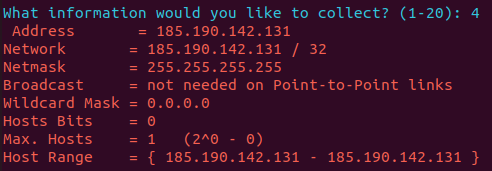 What information would you like to collect? (1-20): 4
 Address       = 185.190.142.131
Network       = 185.190.142.131 / 32
Netmask       = 255.255.255.255
Broadcast     = not needed on Point-to-Point links
Wildcard Mask = 0.0.0.0
Hosts Bits    = 0
Max. Hosts    = 1   (2^0 - 0)
Host Range    = { 185.190.142.131 - 185.190.142.131 }